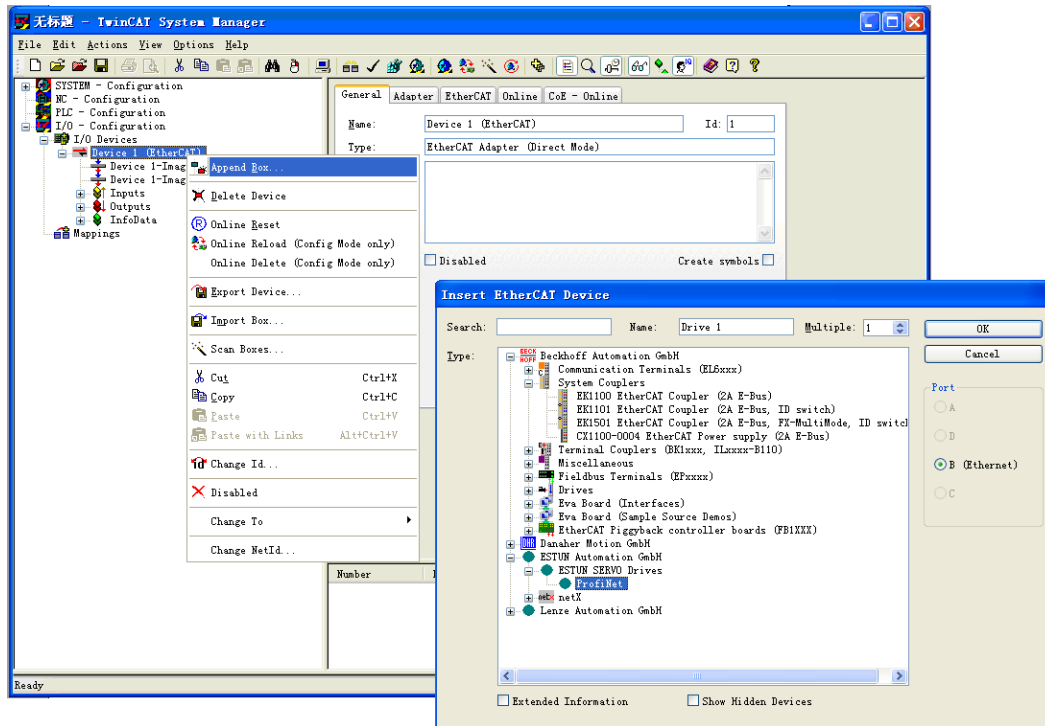 无标题 - TwinCAT System Manager
File Edit Actions View Options Help
SYSTEM - Configuration
NC - Configuration
PLC - Configuration
I/O - Configuration
I/O Devices
Device 1 (EtherCAT)
Device 1-Imag
Device 1-Imag
Inputs
Outputs
InfoData
Mappings
Append Box...
Delete Device
Online Reset
Online Reload (Config Mode only)
Online Delete (Config Mode only)
Export Device...
Import Box...
Scan Boxes...
Cut Ctrl+X
Copy Ctrl+C
Paste Ctrl+V
Paste with Links Alt+Ctrl+V
Change Id...
Disabled
Change To
Change NetId...
General Adapter EtherCAT Online CoE - Online
Name: Device 1 (EtherCAT) Id: 1
Type: EtherCAT Adapter (Direct Mode)
Disabled Create symbols
Number
Ready
Insert EtherCAT Device
Search: Name: Drive 1 Multiple: 1 OK
Cancel
Type:
BECK HOFF Beckhoff Automation GmbH
Communication Terminals (EL6xxx)
System Couplers
EK1100 EtherCAT Coupler (2A E-Bus)
EK1101 EtherCAT Coupler (2A E-Bus, ID switch)
EK1501 EtherCAT Coupler (2A E-Bus, FX-MultiMode, ID switc
CX1100-0004 EtherCAT Power supply (2A E-Bus)
Terminal Couplers (BK1xxx, ILxxxx-B110)
Miscellaneous
Fieldbus Terminals (EPxxxx)
Drives
Eva Board (Interfaces)
Eva Board (Sample Source Demos)
EtherCAT Piggyback controller boards (FB1XXX)
Danaher Motion GmbH
ESTUN Automation GmbH
ESTUN SERVO Drives
ProfiNet
netX
Lenze Automation GmbH
Port
A
D
B (Ethernet)
C
Extended Information Show Hidden Devices